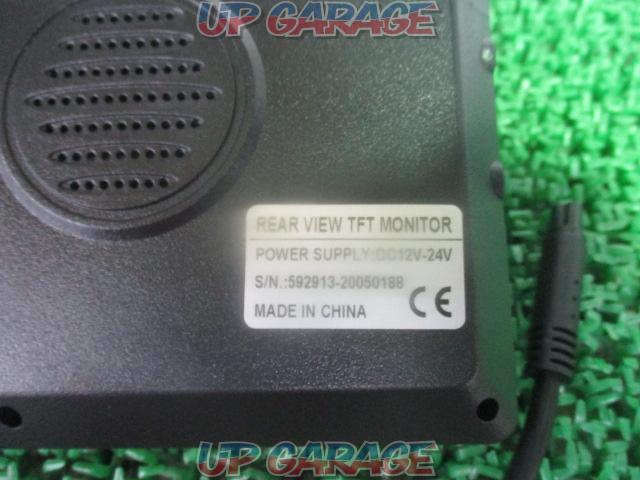 UP GARAGE
REAR VIEW TFT MONITOR
POWER SUPPLY:DC12V-24V
S/N.:592913-20050188
MADE IN CHINA
CE
UP GARAGE